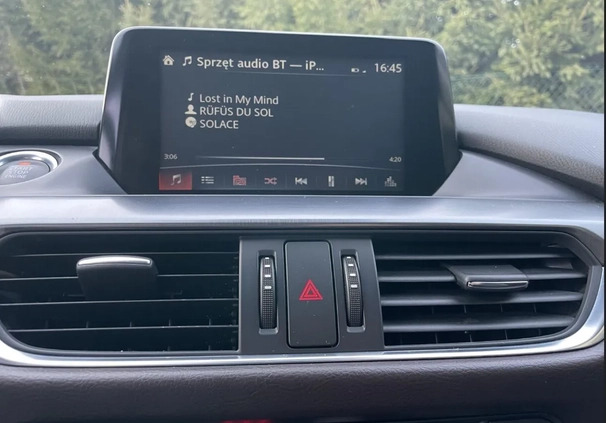 Sprzęt audio BT — iP... 16:45
Lost in My Mind
RÜFÜS DU SOL
SOLACE
3:06 4:20